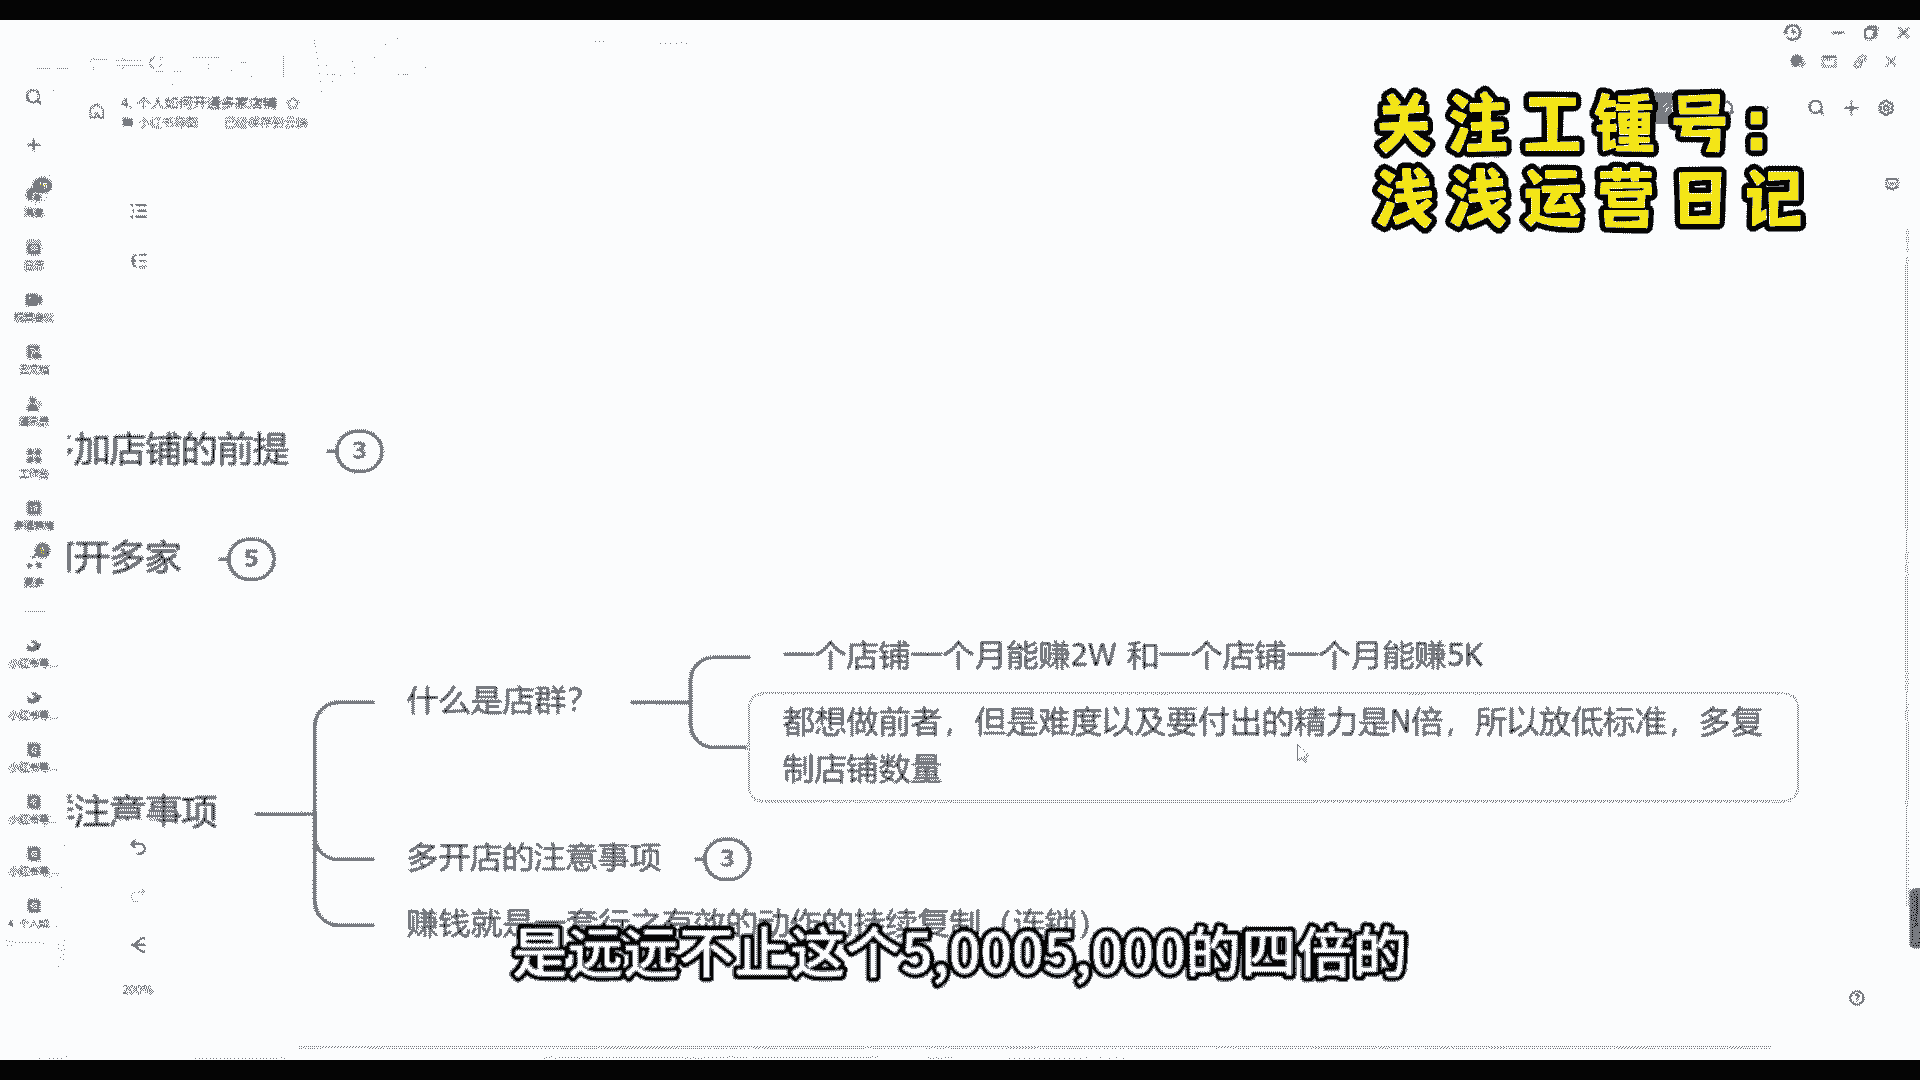 关注工锺号：
浅浅运营日记
4. 个人如何开通多家店铺
加店铺的前提
3
开多家
5
一个店铺一个月能赚2W 和一个店铺一个月能赚5K
什么是店群？
都想做前者，但是难度以及要付出的精力是N倍，所以放低标准，多复
制店铺数量
注意事项
多开店的注意事项
3
赚钱就是一套行之有效的动作的持续复制（连锁）
是远远不止这个5,0005,000的四倍的
200%